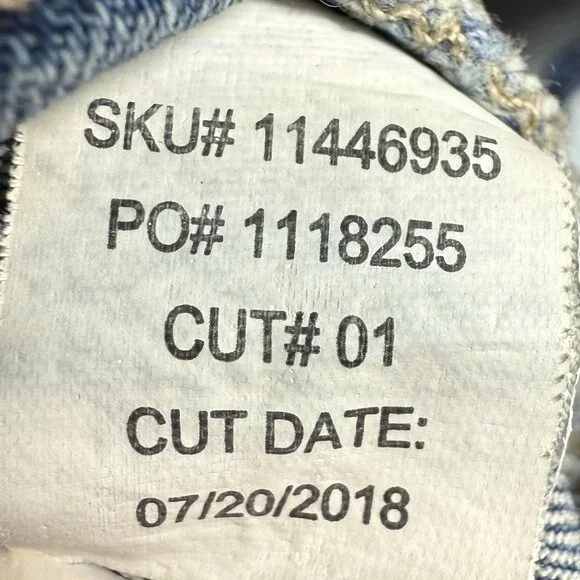 SKU# 11446935
PO# 1118255
CUT# 01
CUT DATE:
07/20/2018